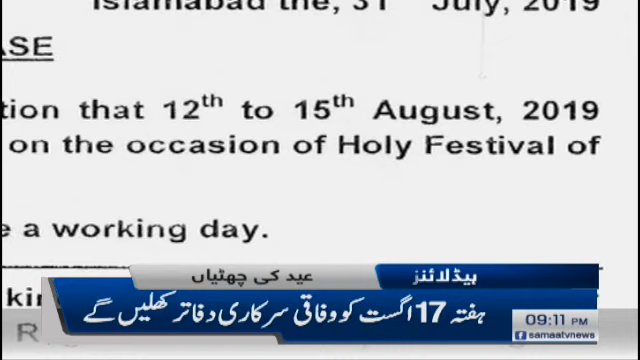 Islamabad the, 31 July, 2019
ASE
tion that 12th to 15th August, 2019
on the occasion of Holy Festival of
e a working day.
عید کی چھٹیاں
ہیڈلائنز
ہفتہ 17 اگست کو وفاقی سرکاری دفاتر کھلیں گے
09:11 PM
samaatvnews